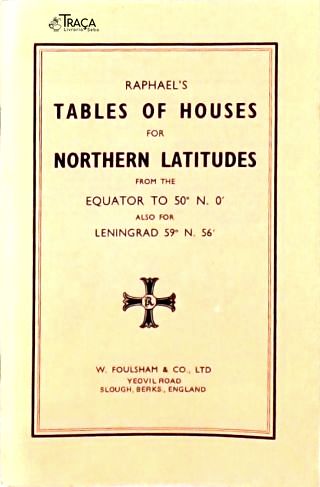 TRAÇA
Livraria e Sebo
RAPHAEL'S
TABLES OF HOUSES
FOR
NORTHERN LATITUDES
FROM THE
EQUATOR TO 50° N. 0'
ALSO FOR
LENINGRAD 59° N. 56'
R
W. FOULSHAM & CO., LTD
YEOVIL ROAD
SLOUGH, BERKS., ENGLAND